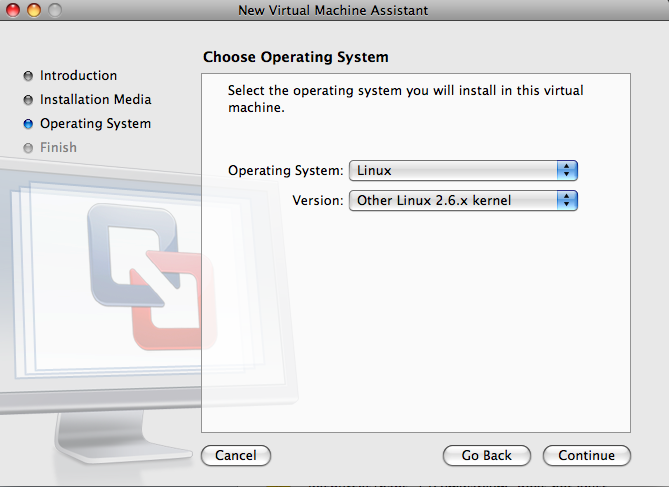 New Virtual Machine Assistant
Choose Operating System
Introduction
Installation Media
Operating System
Finish
Select the operating system you will install in this virtual
machine.
Operating System: Linux
Version: Other Linux 2.6.x kernel
Cancel
Go Back
Continue